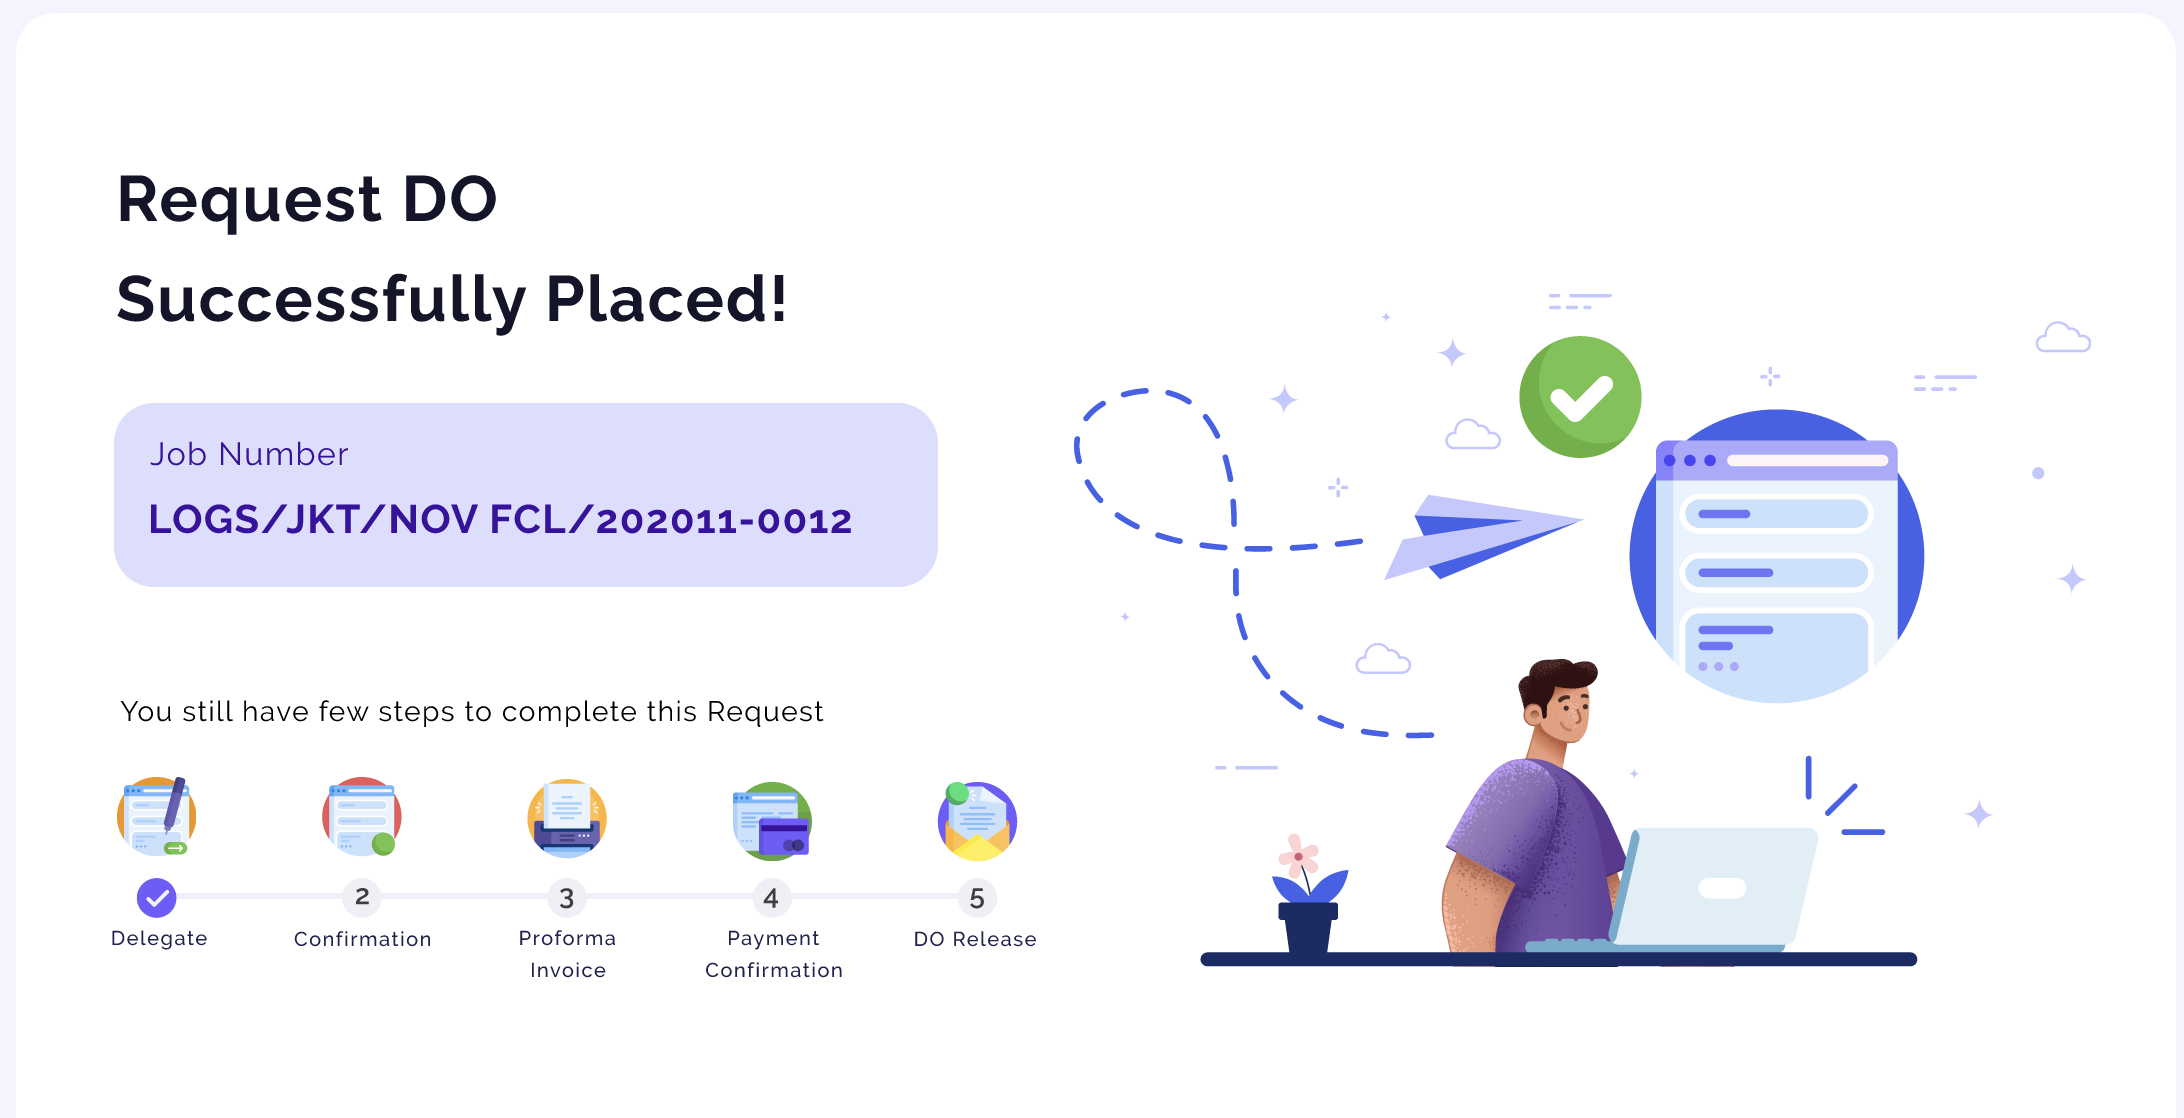 Request DO
Successfully Placed!
Job Number
LOGS/JKT/NOV FCL/202011-0012
You still have few steps to complete this Request
2
3
4
5
Delegate
Confirmation
Proforma
Invoice
Payment
Confirmation
DO Release